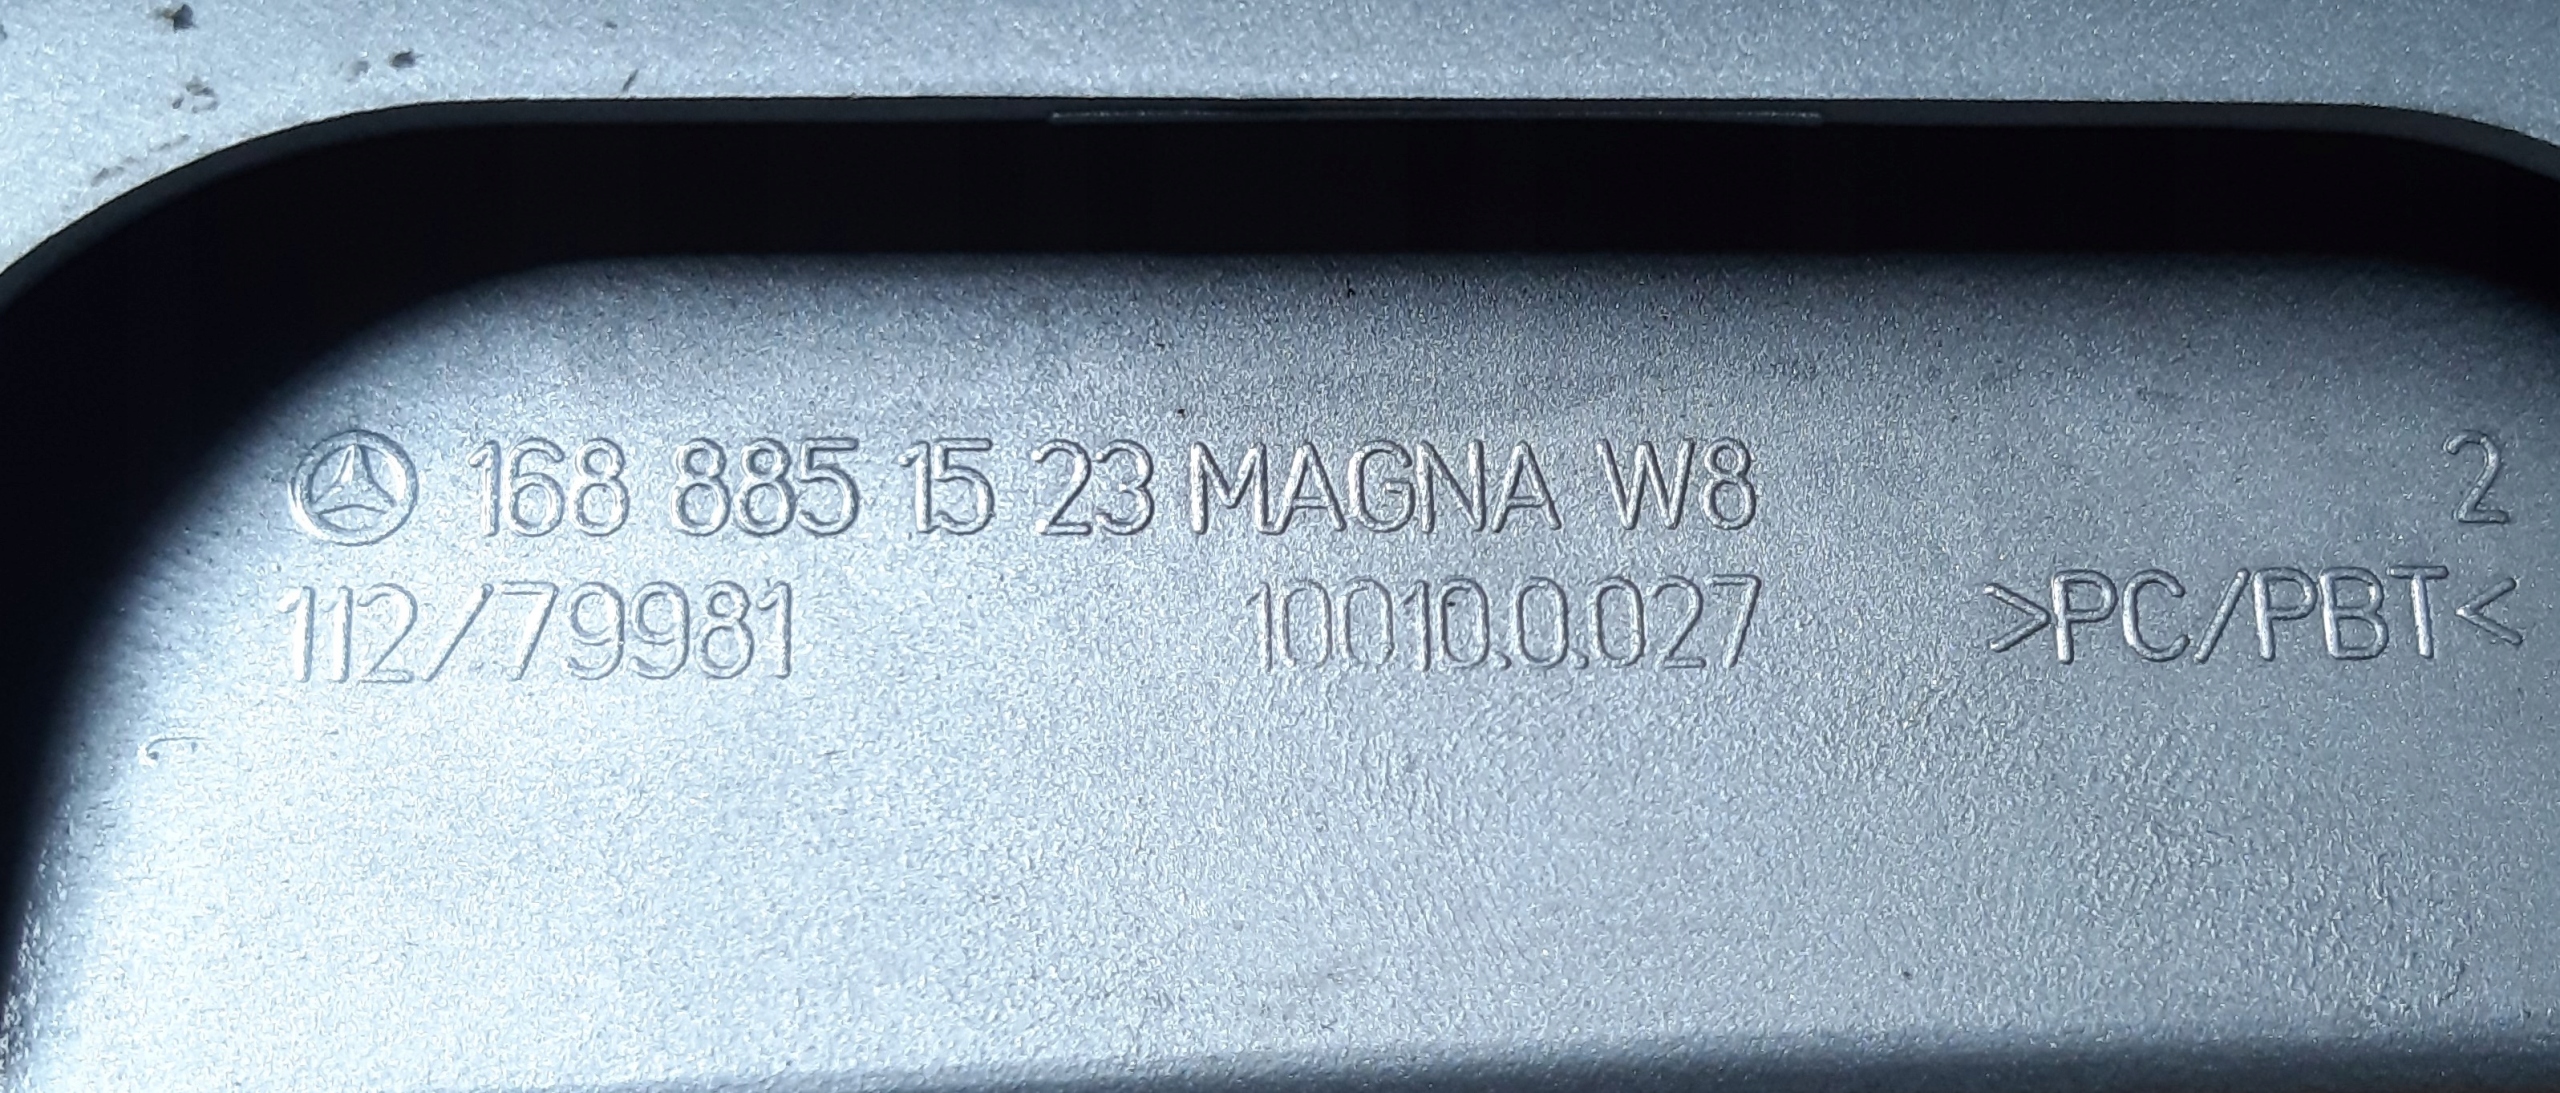 168 885 15 23 MAGNA W8 2
112/79981 10010.0.027 >PC/PBT<